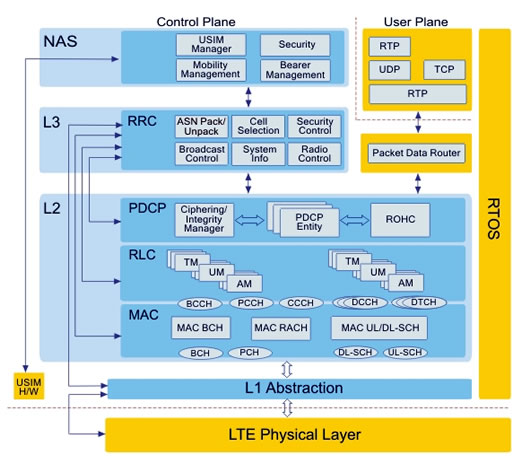 Control Plane
User Plane
NAS
USIM
Manager
Security
Mobility
Management
Bearer
Management
RTP
UDP
TCP
RTP
L3
RRC
ASN Pack/
Unpack
Cell
Selection
Security
Control
Broadcast
Control
System
Info
Radio
Control
Packet Data Router
RTOS
L2
PDCP
Ciphering/
Integrity
Manager
PDCP
Entity
ROHC
RLC
TM
UM
AM
TM
UM
AM
BCCH
PCCH
CCCH
DCCH
DTCH
MAC
MAC BCH
MAC RACH
MAC UL/DL-SCH
BCH
PCH
DL-SCH
UL-SCH
USIM
H/W
L1 Abstraction
LTE Physical Layer